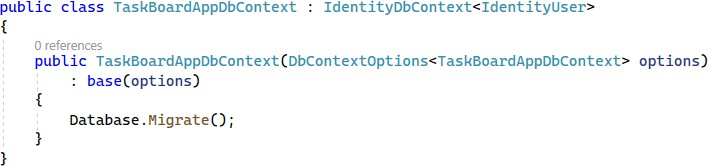 public class TaskBoardAppDbContext : IdentityDbContext<IdentityUser>
{
0 references
public TaskBoardAppDbContext(DbContextOptions<TaskBoardAppDbContext> options)
: base(options)
{
Database.Migrate();
}
}